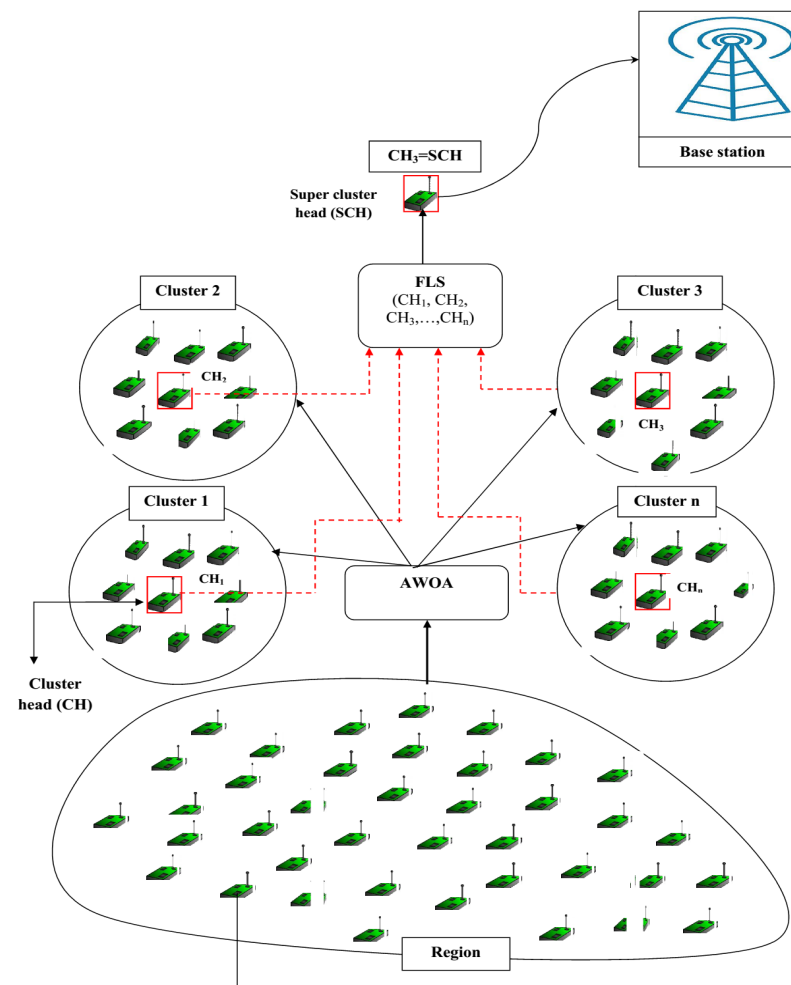 Base station
CH₃=SCH
Super cluster
head (SCH)
FLS
(CH₁, CH₂,
CH₃,…,CHₙ)
Cluster 2
CH₂
Cluster 3
CH₃
Cluster 1
CH₁
Cluster n
CHₙ
AWOA
Cluster
head (CH)
Region